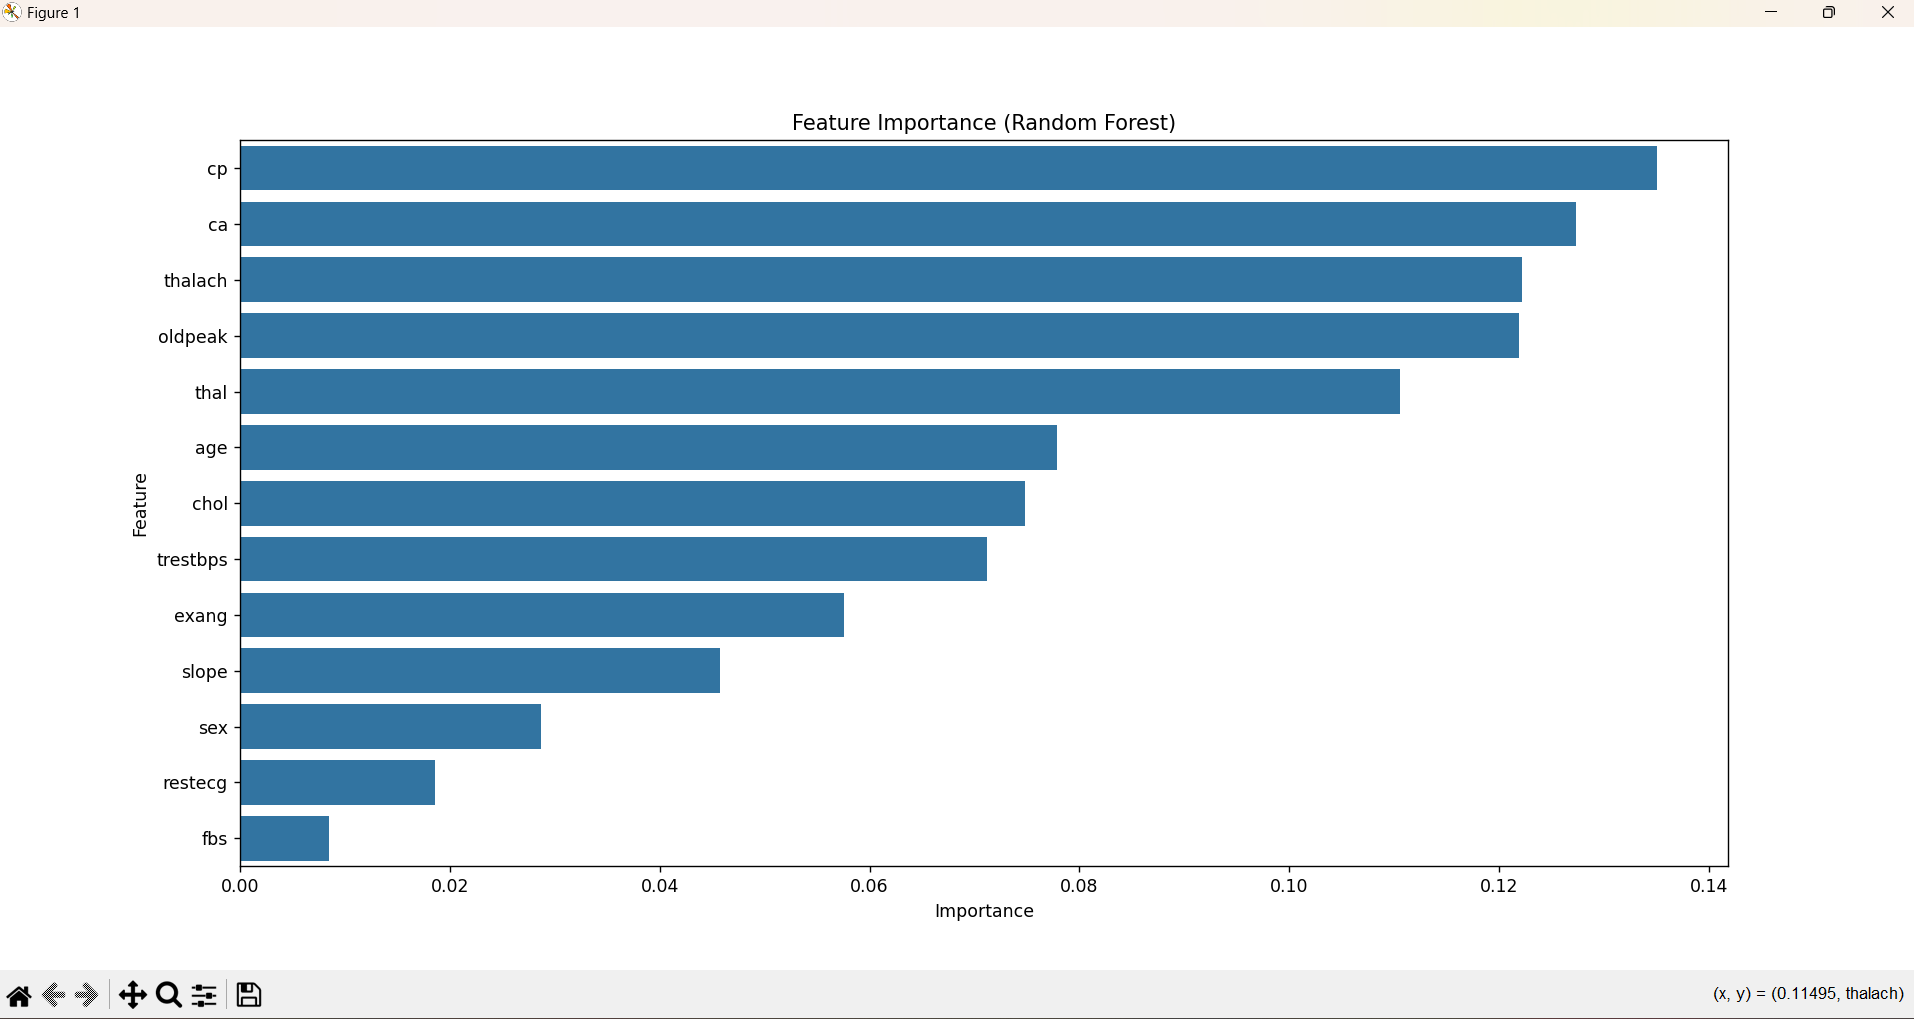 Figure 1
Feature Importance (Random Forest)
cp
ca
thalach
oldpeak
thal
age
chol
trestbps
exang
slope
sex
restecg
fbs
Feature
0.00 0.02 0.04 0.06 0.08 0.10 0.12 0.14
Importance
(x, y) = (0.11495, thalach)